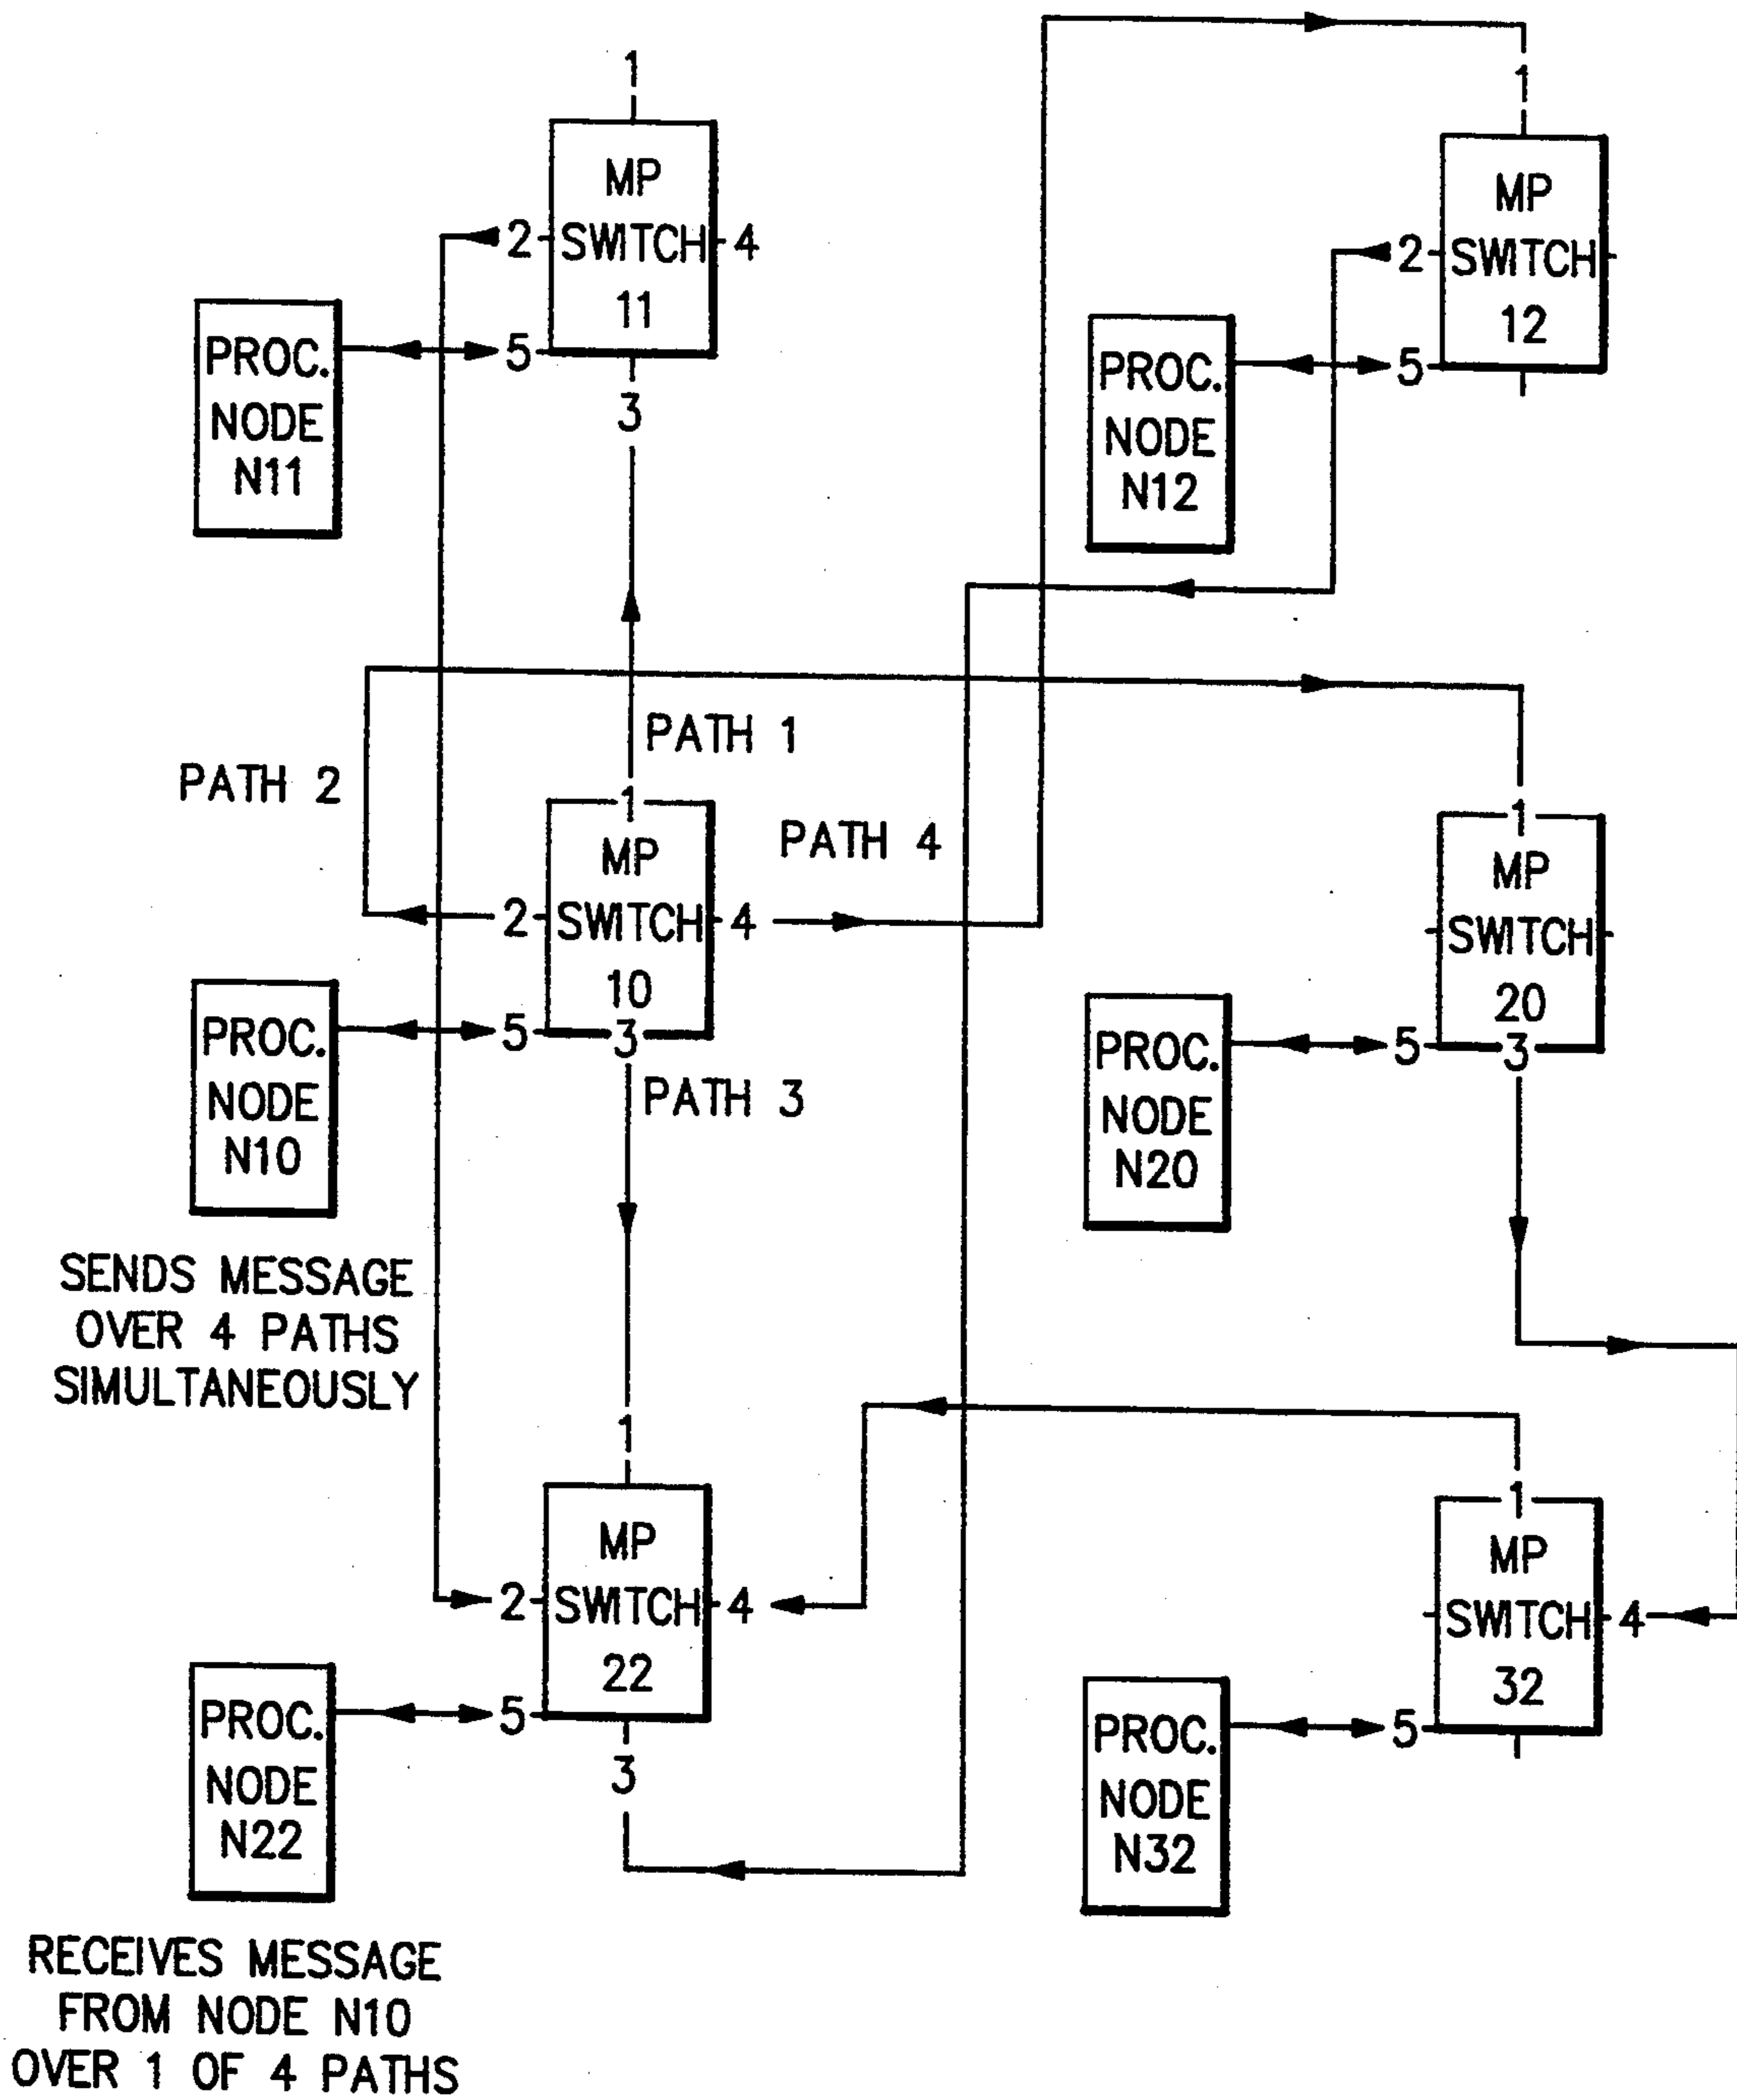 1
MP
2 SWITCH 4
11
5
3
PROC.
NODE
N11
1
MP
2 SWITCH
12
5
PROC.
NODE
N12
PATH 1
PATH 2
PATH 4
1
MP
2 SWITCH 4
10
5
3
PATH 3
PROC.
NODE
N10
SENDS MESSAGE
OVER 4 PATHS
SIMULTANEOUSLY
1
MP
SWITCH
20
5
3
PROC.
NODE
N20
1
MP
2 SWITCH 4
22
5
3
PROC.
NODE
N22
RECEIVES MESSAGE
FROM NODE N10
OVER 1 OF 4 PATHS
1
MP
SWITCH 4
32
5
PROC.
NODE
N32